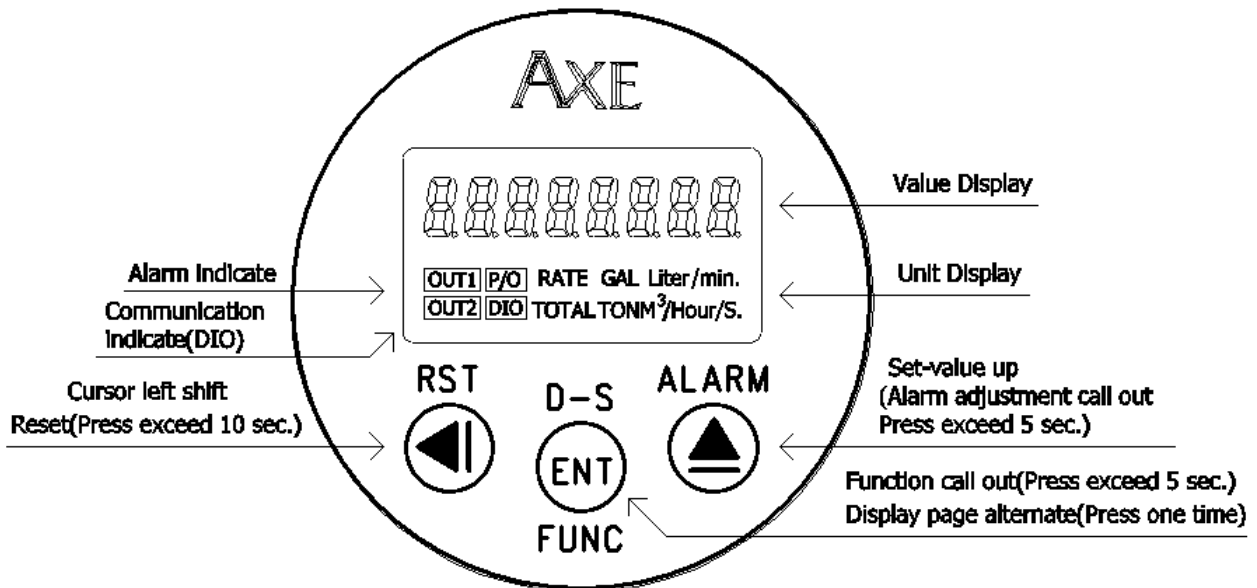 AXE
Value Display
Alarm Indicate
OUT1 P/O RATE GAL Liter/min.
Unit Display
Communication
Indicate(DIO)
OUT2 DIO TOTAL TON M³/Hour/S.
RST
D-S
ALARM
Cursor left shift
Reset(Press exceed 10 sec.)
ENT
FUNC
Set-value up
(Alarm adjustment call out
Press exceed 5 sec.)
Function call out(Press exceed 5 sec.)
Display page alternate(Press one time)